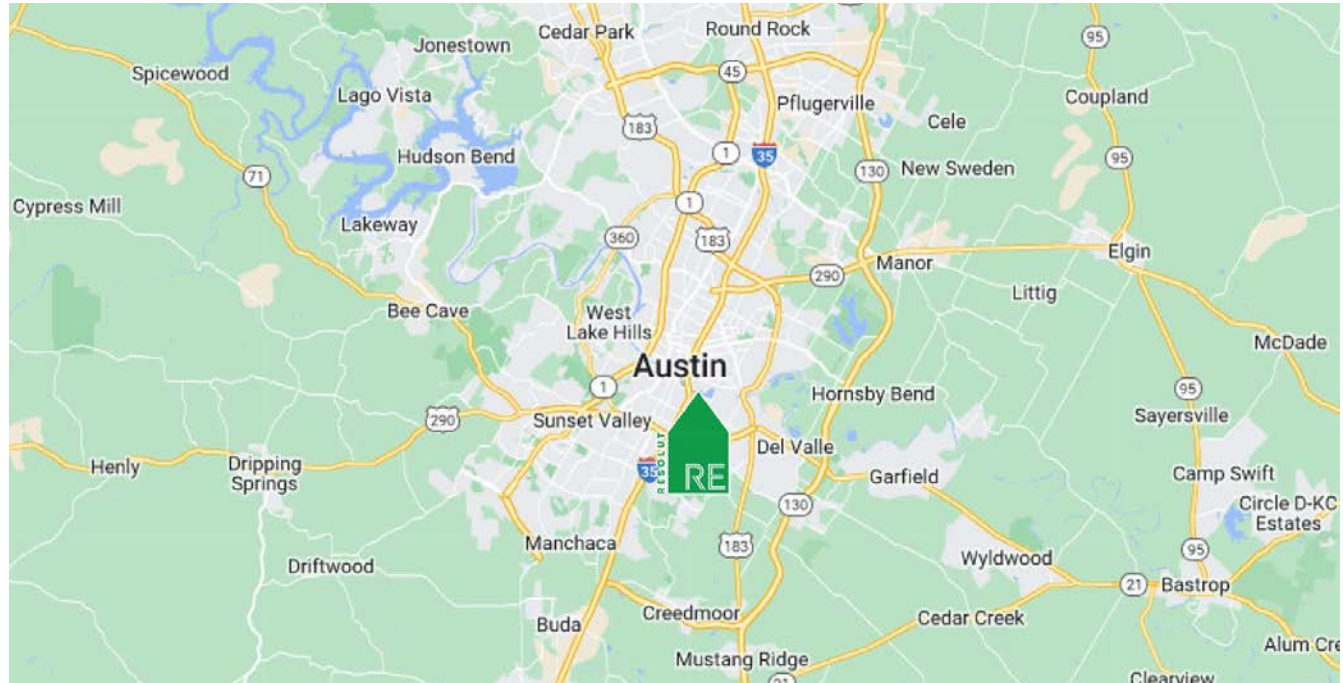 Cedar Park
Round Rock
Jonestown
95
Spicewood
45
Lago Vista
Pflugerville
Coupland
Cele
183
Hudson Bend
1
35
95
71
130
New Sweden
Cypress Mill
1
Lakeway
360
183
Elgin
290
Manor
Littig
Bee Cave
West
Lake Hills
McDade
Austin
1
Hornsby Bend
95
290
Sunset Valley
Sayersville
Del Valle
Henly
Dripping
Springs
35
RESOLUT
RE
Garfield
Camp Swift
130
Circle D-KC
Estates
Manchaca
183
Wyldwood
95
Driftwood
21
Bastrop
Buda
Creedmoor
Cedar Creek
Mustang Ridge
Alum Cre
21
Clearview